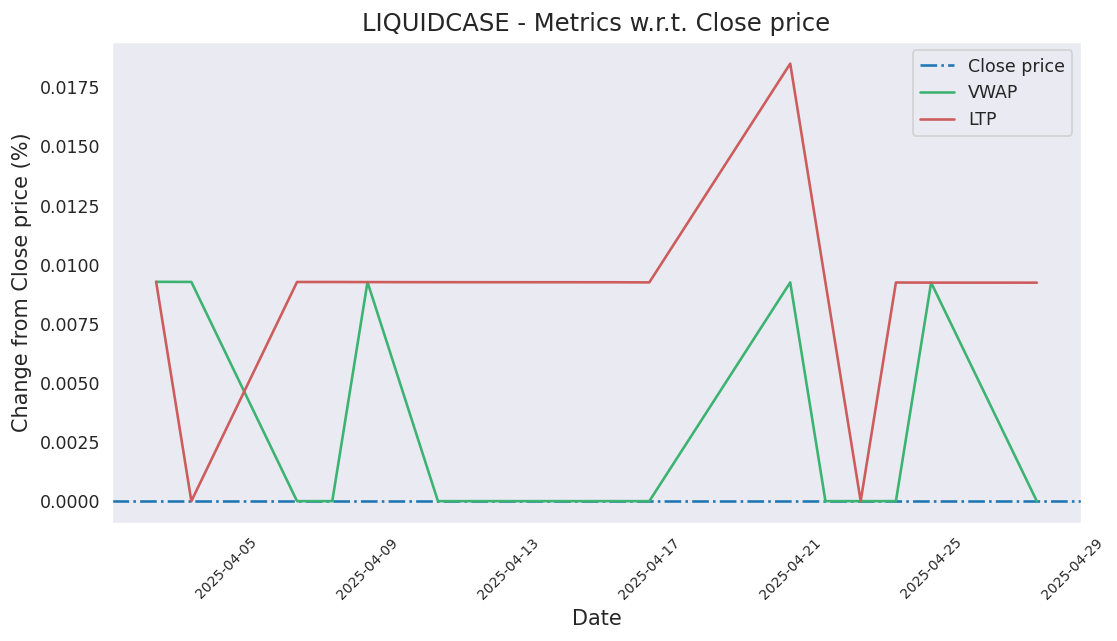 LIQUIDCASE - Metrics w.r.t. Close price
Close price
VWAP
LTP
Change from Close price (%)
0.0175
0.0150
0.0125
0.0100
0.0075
0.0050
0.0025
0.0000
2025-04-05
2025-04-09
2025-04-13
2025-04-17
2025-04-21
2025-04-25
2025-04-29
Date